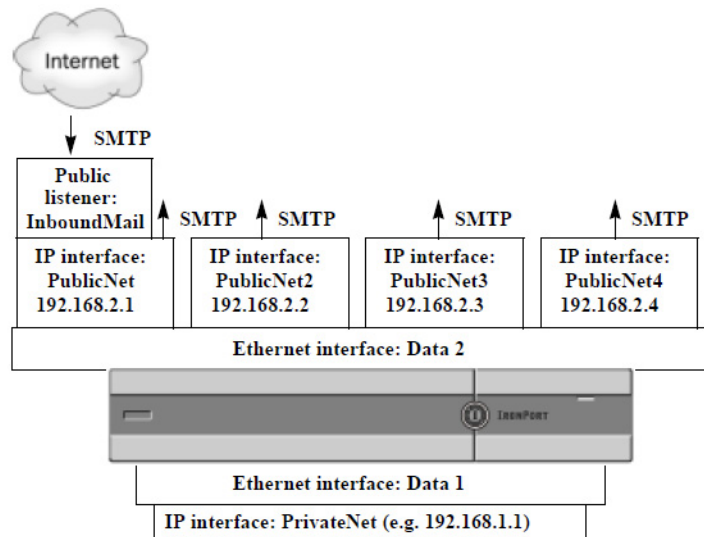 Internet
SMTP
Public
listener:
InboundMail
SMTP
SMTP
SMTP
SMTP
IP interface:
PublicNet
192.168.2.1
IP interface:
PublicNet2
192.168.2.2
IP interface:
PublicNet3
192.168.2.3
IP interface:
PublicNet4
192.168.2.4
Ethernet interface: Data 2
IRONPORT
Ethernet interface: Data 1
IP interface: PrivateNet (e.g. 192.168.1.1)